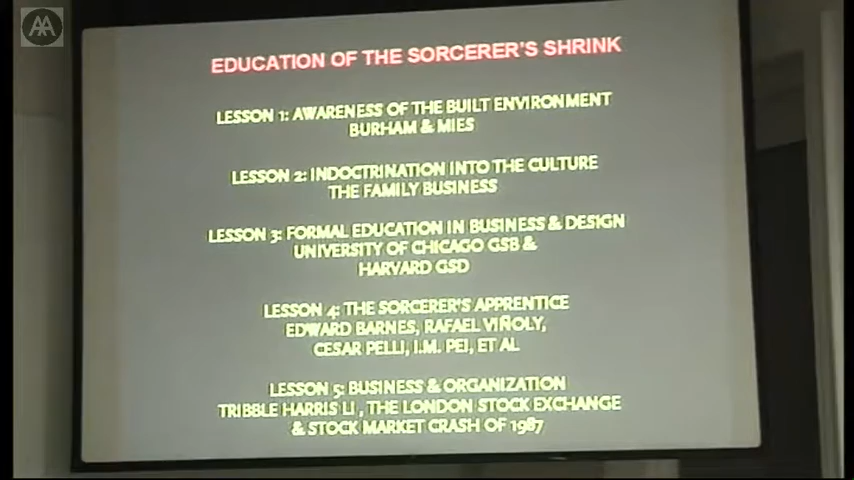 AA
EDUCATION OF THE SORCERER'S SHRINK
LESSON 1: AWARENESS OF THE BUILT ENVIRONMENT
BURHAM & MIES
LESSON 2: INDOCTRINATION INTO THE CULTURE
THE FAMILY BUSINESS
LESSON 3: FORMAL EDUCATION IN BUSINESS & DESIGN
UNIVERSITY OF CHICAGO GSB &
HARVARD GSD
LESSON 4: THE SORCERER'S APPRENTICE
EDWARD BARNES, RAFAEL VIÑOLY,
CESAR PELLI, I.M. PEI, ET AL
LESSON 5: BUSINESS & ORGANIZATION
TRIBBLE HARRIS LI , THE LONDON STOCK EXCHANGE
& STOCK MARKET CRASH OF 1987